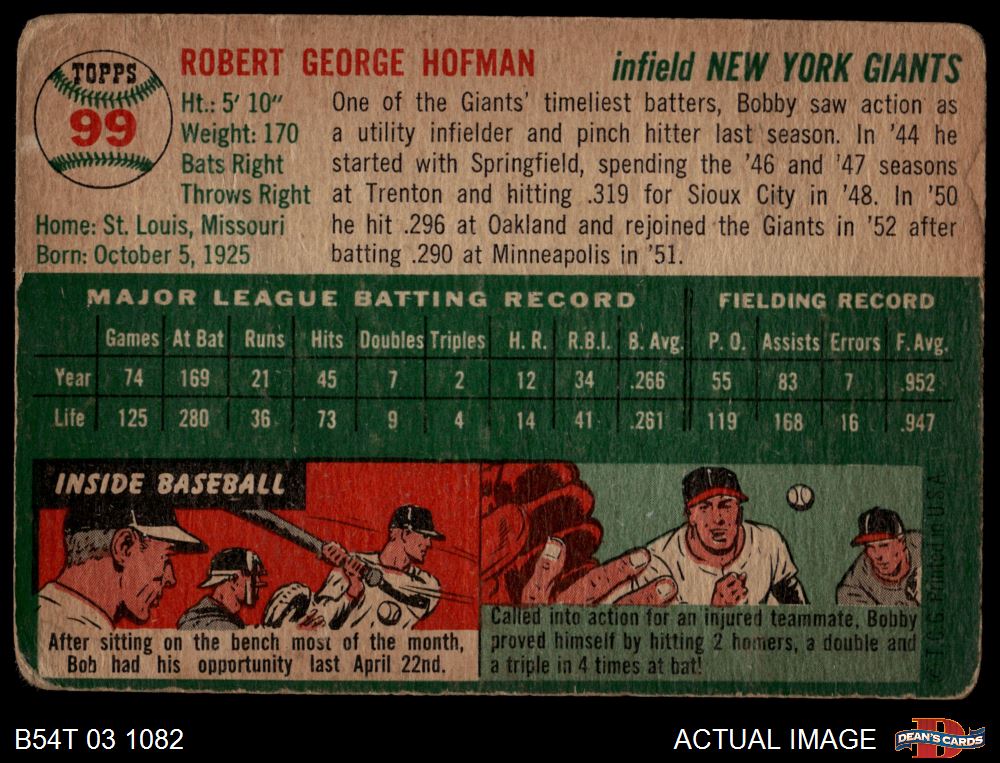 TOPPS
99
ROBERT GEORGE HOFMAN
infield NEW YORK GIANTS
Ht.: 5' 10"
Weight: 170
Bats Right
Throws Right
Home: St. Louis, Missouri
Born: October 5, 1925
One of the Giants' timeliest batters, Bobby saw action as
a utility infielder and pinch hitter last season. In '44 he
started with Springfield, spending the '46 and '47 seasons
at Trenton and hitting .319 for Sioux City in '48. In '50
he hit .296 at Oakland and rejoined the Giants in '52 after
batting .290 at Minneapolis in '51.
MAJOR LEAGUE BATTING RECORD FIELDING RECORD
Games At Bat Runs Hits Doubles Triples H. R. R.B.I. B. Avg. P. O. Assists Errors F. Avg.
Year 74 169 21 45 7 2 12 34 .266 55 83 7 .952
Life 125 280 36 73 9 4 14 41 .261 119 168 16 .947
INSIDE BASEBALL
After sitting on the bench most of the month,
Bob had his opportunity last April 22nd.
Called into action for an injured teammate, Bobby
proved himself by hitting 2 homers, a double and
a triple in 4 times at bat!
© T.C.G. Printed in U.S.A.
B54T 03 1082
ACTUAL IMAGE
DEAN'S CARDS